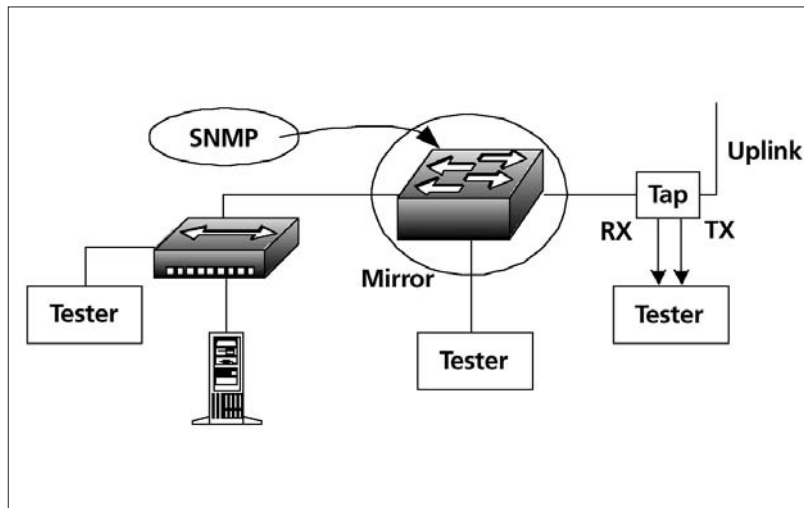 SNMP
Uplink
Tap
RX
TX
Mirror
Tester
Tester
Tester